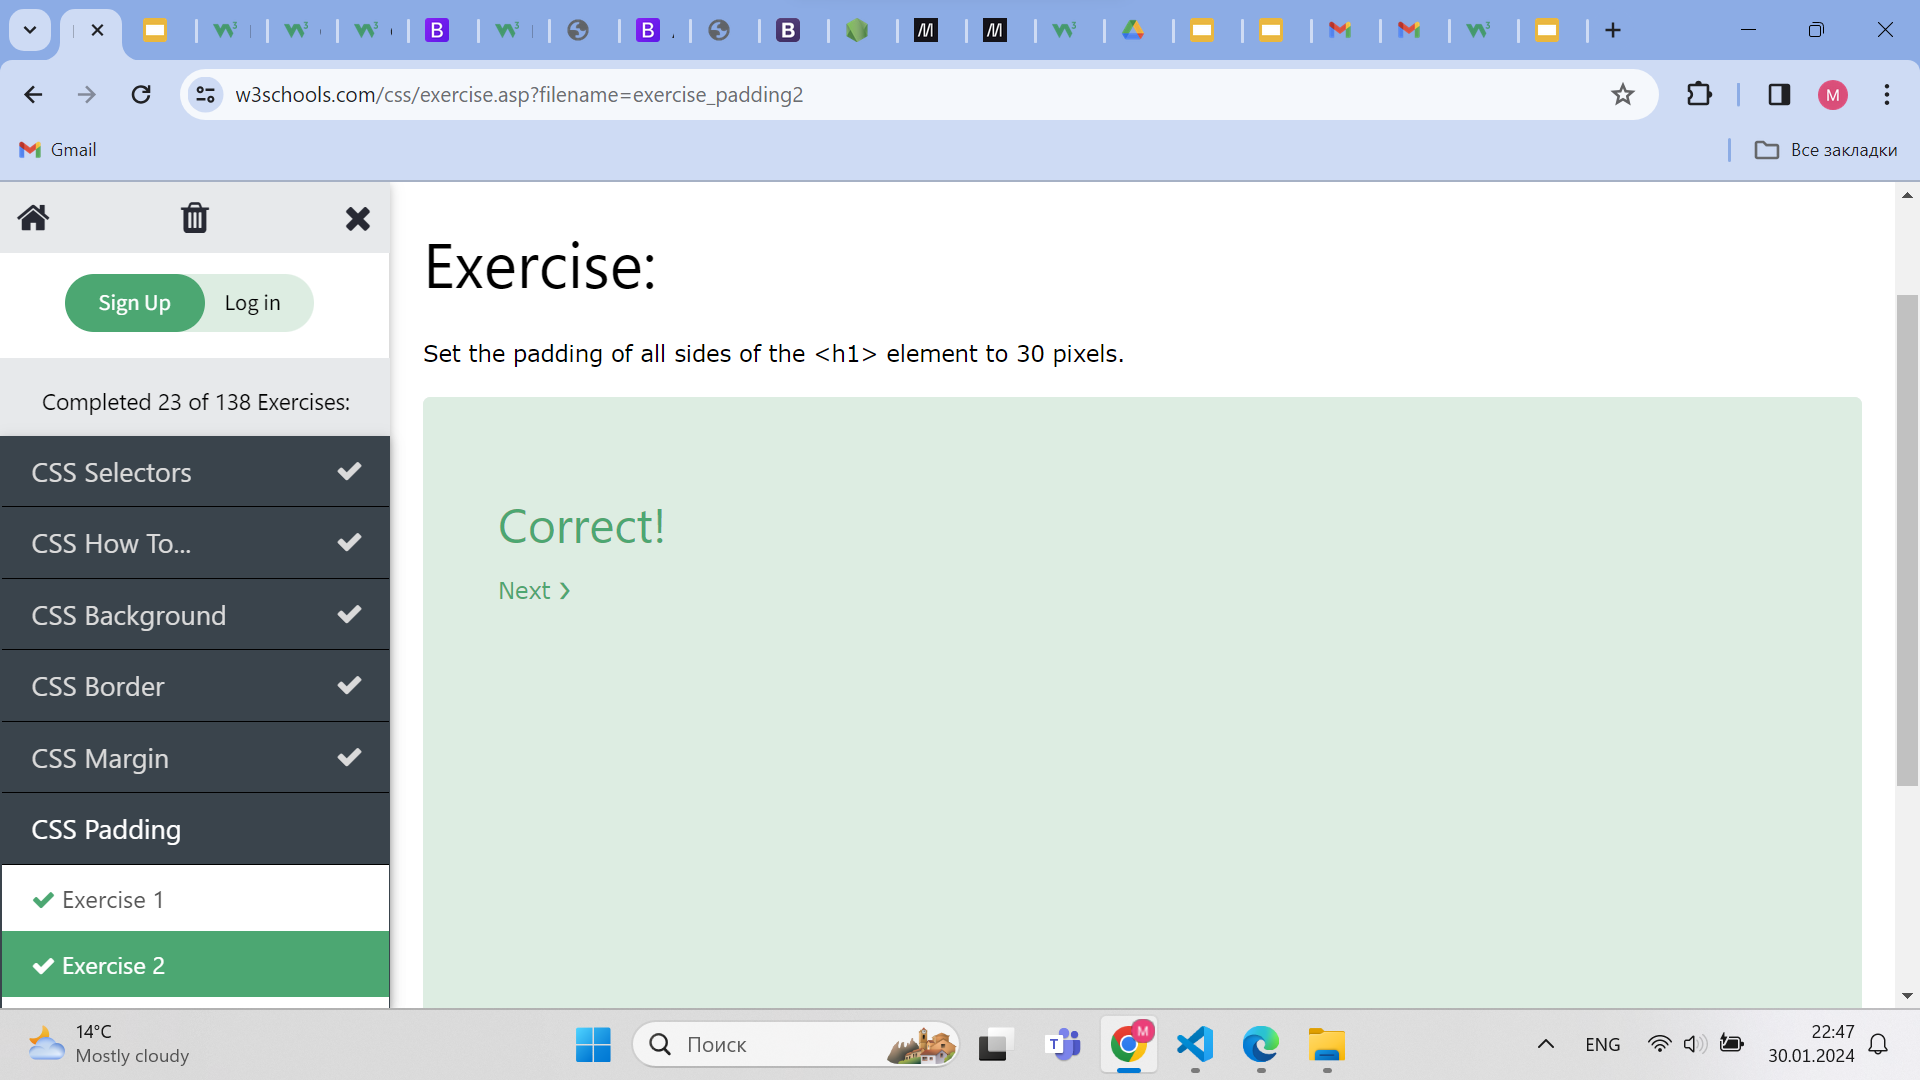 w3schools.com/css/exercise.asp?filename=exercise_padding2
M
Gmail
Все закладки
Sign Up
Log in
Completed 23 of 138 Exercises:
CSS Selectors
CSS How To...
CSS Background
CSS Border
CSS Margin
CSS Padding
Exercise 1
Exercise 2
Exercise:
Set the padding of all sides of the <h1> element to 30 pixels.
Correct!
Next ❯
14°C
Mostly cloudy
Поиск
ENG
22:47
30.01.2024